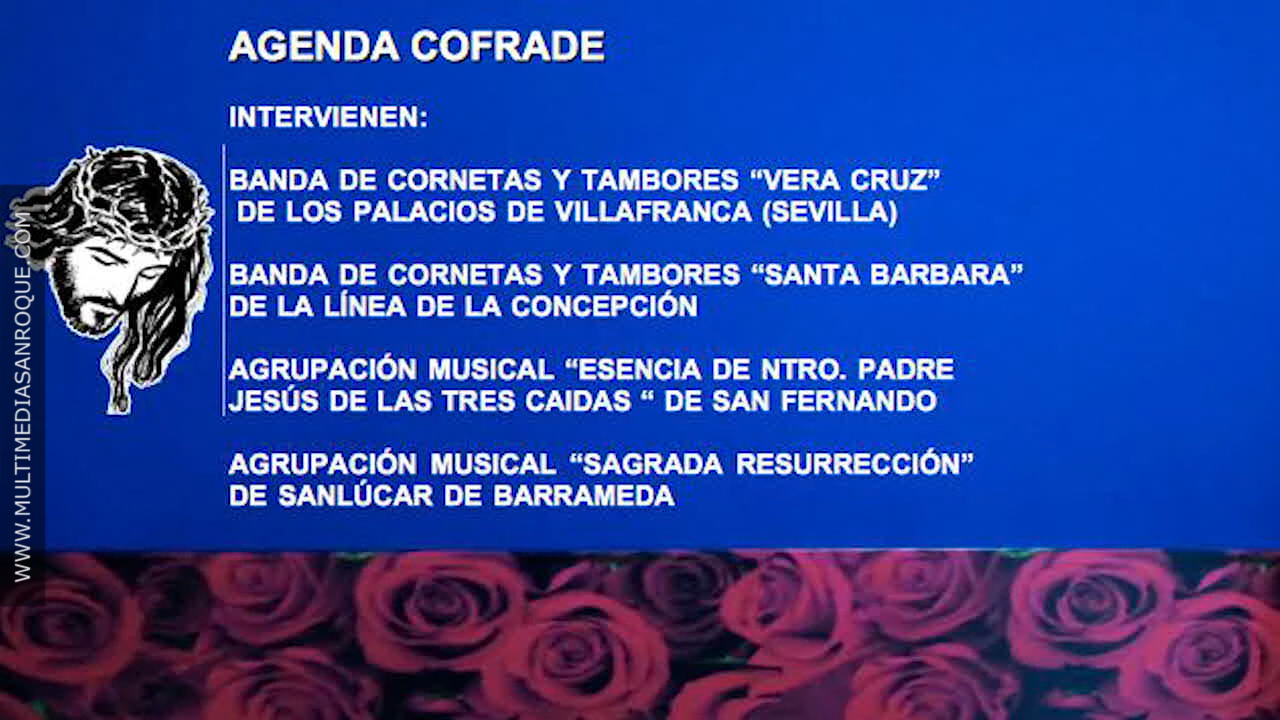 AGENDA COFRADE
INTERVIENEN:
BANDA DE CORNETAS Y TAMBORES “VERA CRUZ”
DE LOS PALACIOS DE VILLAFRANCA (SEVILLA)
BANDA DE CORNETAS Y TAMBORES “SANTA BARBARA”
DE LA LÍNEA DE LA CONCEPCIÓN
AGRUPACIÓN MUSICAL “ESENCIA DE NTRO. PADRE
JESÚS DE LAS TRES CAIDAS “ DE SAN FERNANDO
AGRUPACIÓN MUSICAL “SAGRADA RESURRECCIÓN”
DE SANLÚCAR DE BARRAMEDA
WWW.MULTIMEDIASANROQUE.COM